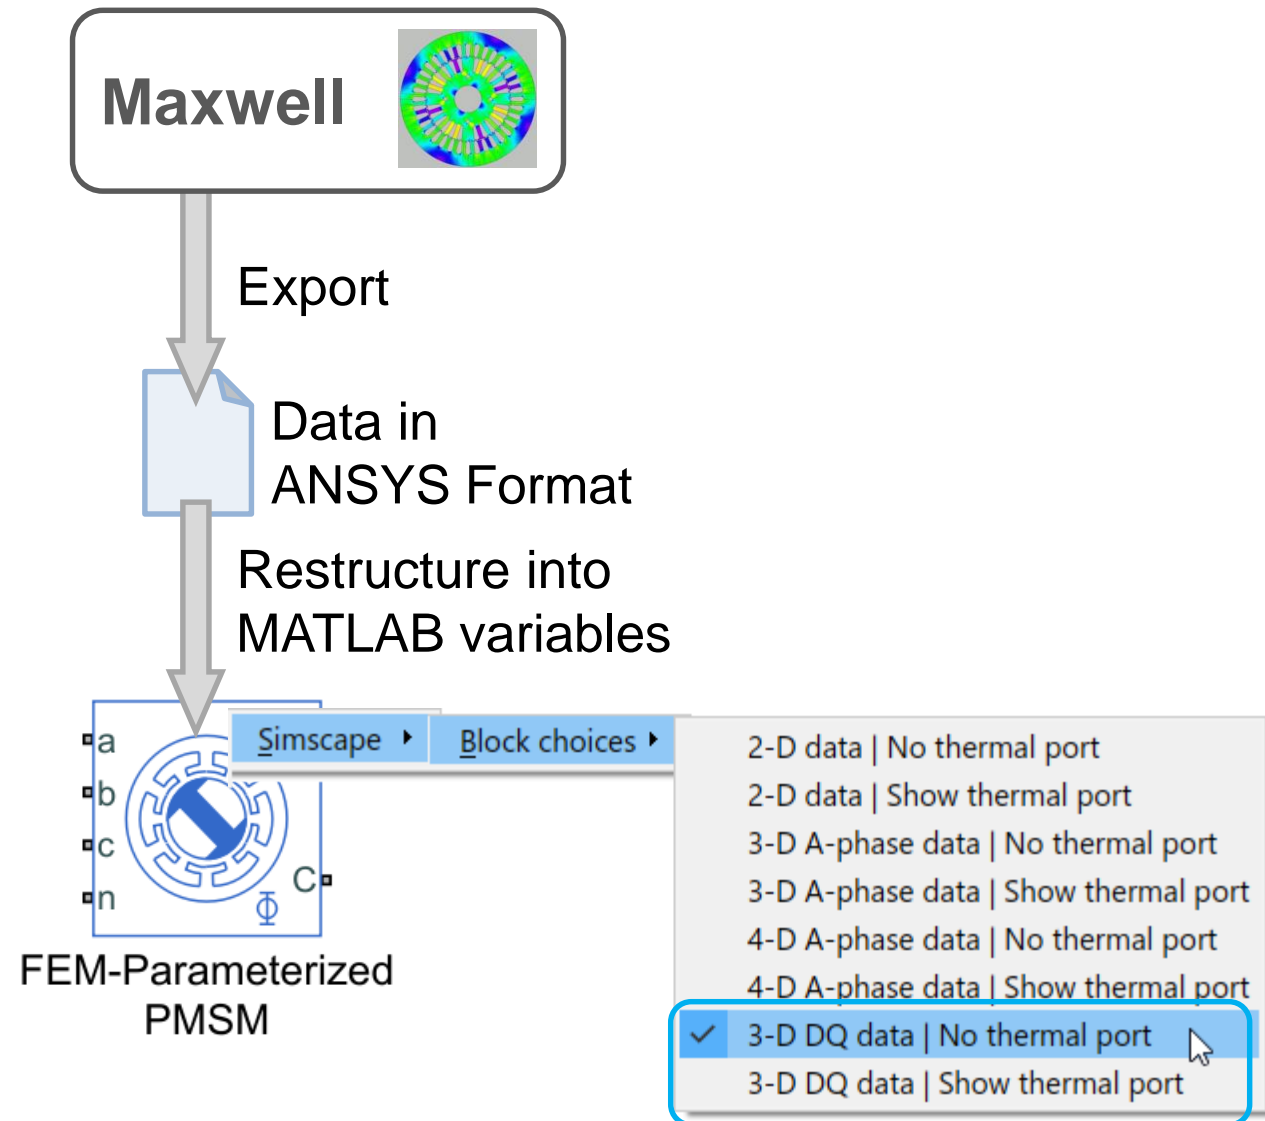 Maxwell
Export
Data in
ANSYS Format
Restructure into
MATLAB variables
a
b
c
n
C
Φ
FEM-Parameterized
PMSM
Simscape
Block choices
2-D data | No thermal port
2-D data | Show thermal port
3-D A-phase data | No thermal port
3-D A-phase data | Show thermal port
4-D A-phase data | No thermal port
4-D A-phase data | Show thermal port
3-D DQ data | No thermal port
3-D DQ data | Show thermal port